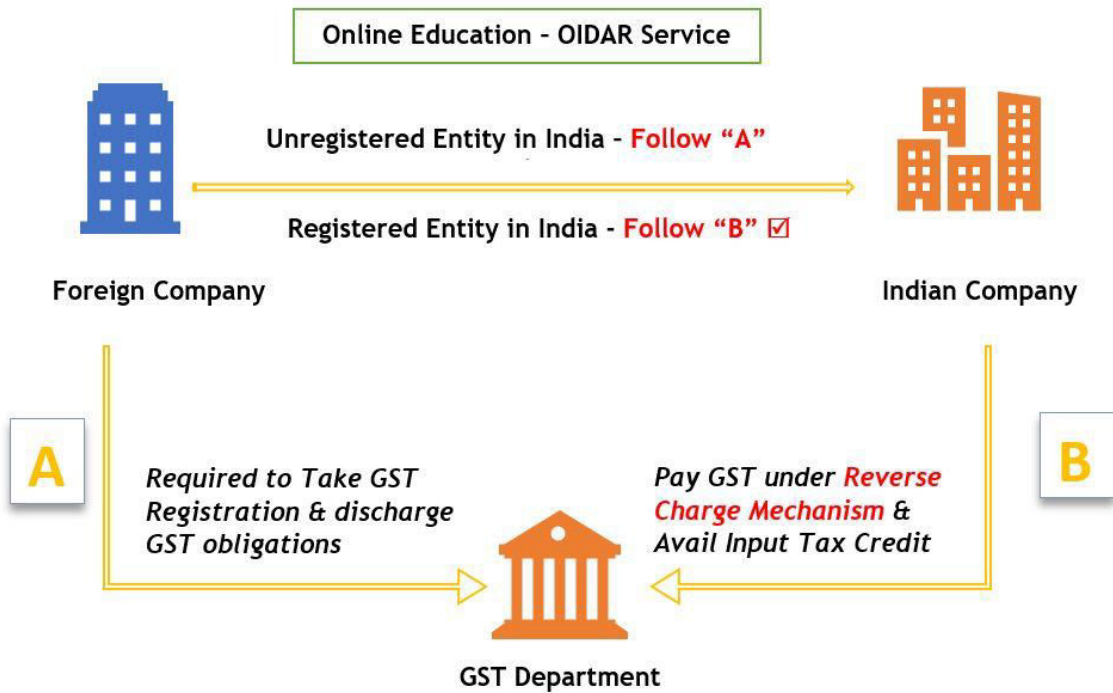 Online Education – OIDAR Service
Unregistered Entity in India – Follow “A”
Registered Entity in India - Follow “B” ☑
Foreign Company
Indian Company
A
Required to Take GST
Registration & discharge
GST obligations
Pay GST under Reverse
Charge Mechanism &
Avail Input Tax Credit
B
GST Department